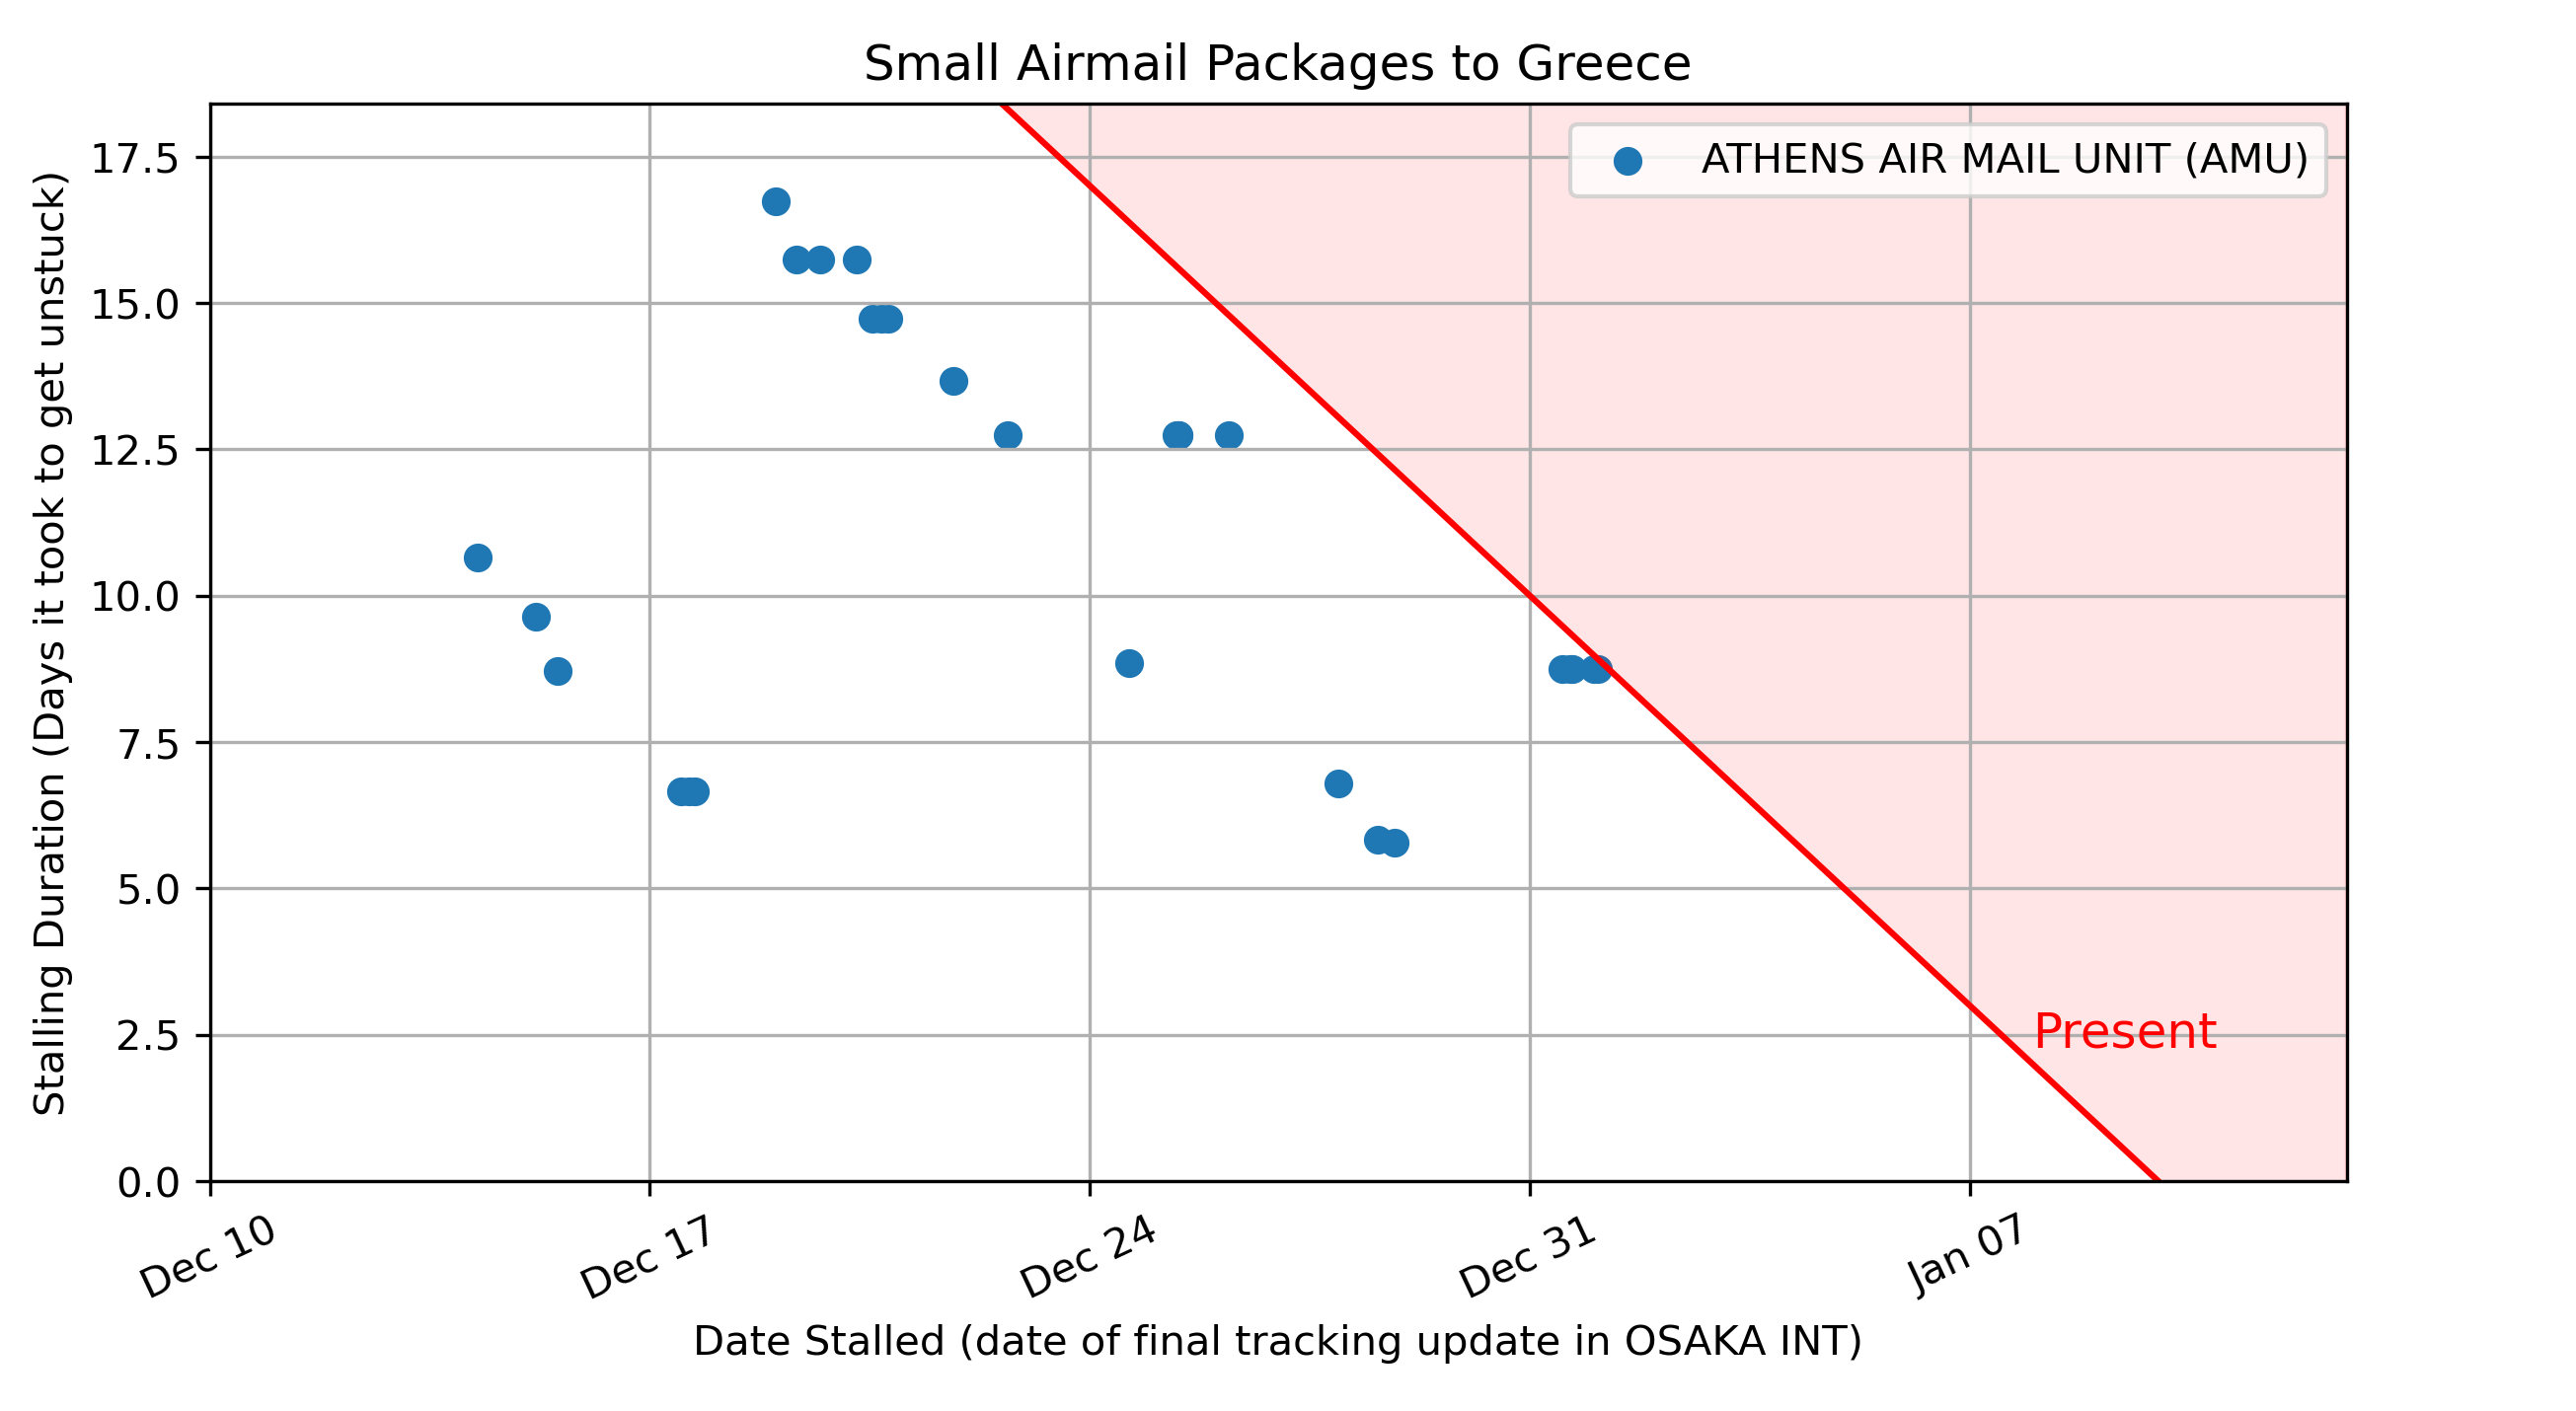 Small Airmail Packages to Greece
ATHENS AIR MAIL UNIT (AMU)
Stalling Duration (Days it took to get unstuck)
17.5
15.0
12.5
10.0
7.5
5.0
2.5
0.0
Present
Dec 10
Dec 17
Dec 24
Dec 31
Jan 07
Date Stalled (date of final tracking update in OSAKA INT)